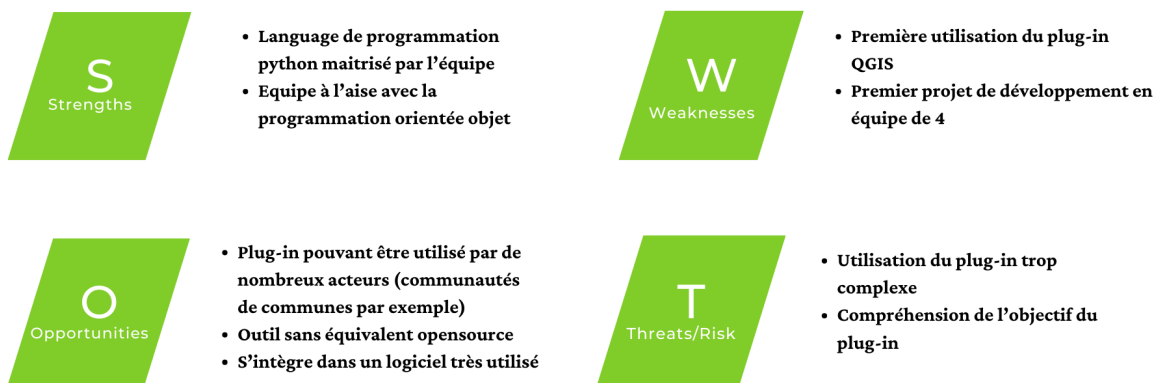 S
Strengths
• Language de programmation
python maitrisé par l'équipe
• Equipe à l'aise avec la
programmation orientée objet
W
Weaknesses
• Première utilisation du plug-in
QGIS
• Premier projet de développement en
équipe de 4
O
Opportunities
• Plug-in pouvant être utilisé par de
nombreux acteurs (communautés
de communes par exemple)
• Outil sans équivalent opensource
• S'intègre dans un logiciel très utilisé
T
Threats/Risk
• Utilisation du plug-in trop
complexe
• Compréhension de l'objectif du
plug-in